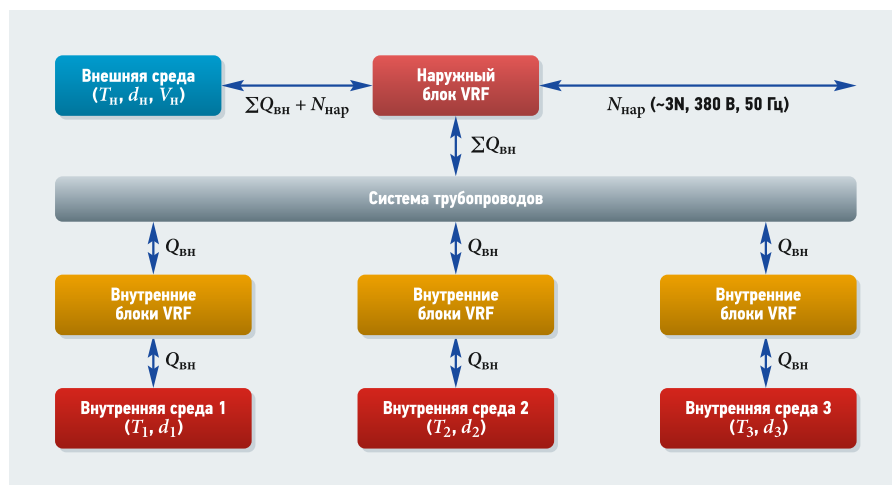 Внешняя среда
(Tн, dн, Vн)
ΣQвн + Nнар
Наружный
блок VRF
Nнар (~3N, 380 В, 50 Гц)
ΣQвн
Система трубопроводов
Qвн
Qвн
Qвн
Внутренние
блоки VRF
Внутренние
блоки VRF
Внутренние
блоки VRF
Qвн
Qвн
Qвн
Внутренняя среда 1
(T1, d1)
Внутренняя среда 2
(T2, d2)
Внутренняя среда 3
(T3, d3)